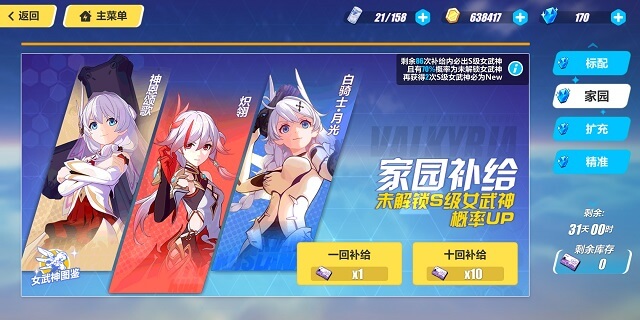 返回
主菜单
21/158
638417
170
剩余86次补给内必出S级女武神
且有70%概率为未解锁女武神
再获得2次S级女武神必为New
神恩颂歌
炽翎
白骑士·月光
标配
家园
扩充
精准
VALKYRIE
家园补给
未解锁S级女武神
概率UP
一回补给
x1
十回补给
x10
女武神图鉴
剩余:
31天00时
剩余库存
0